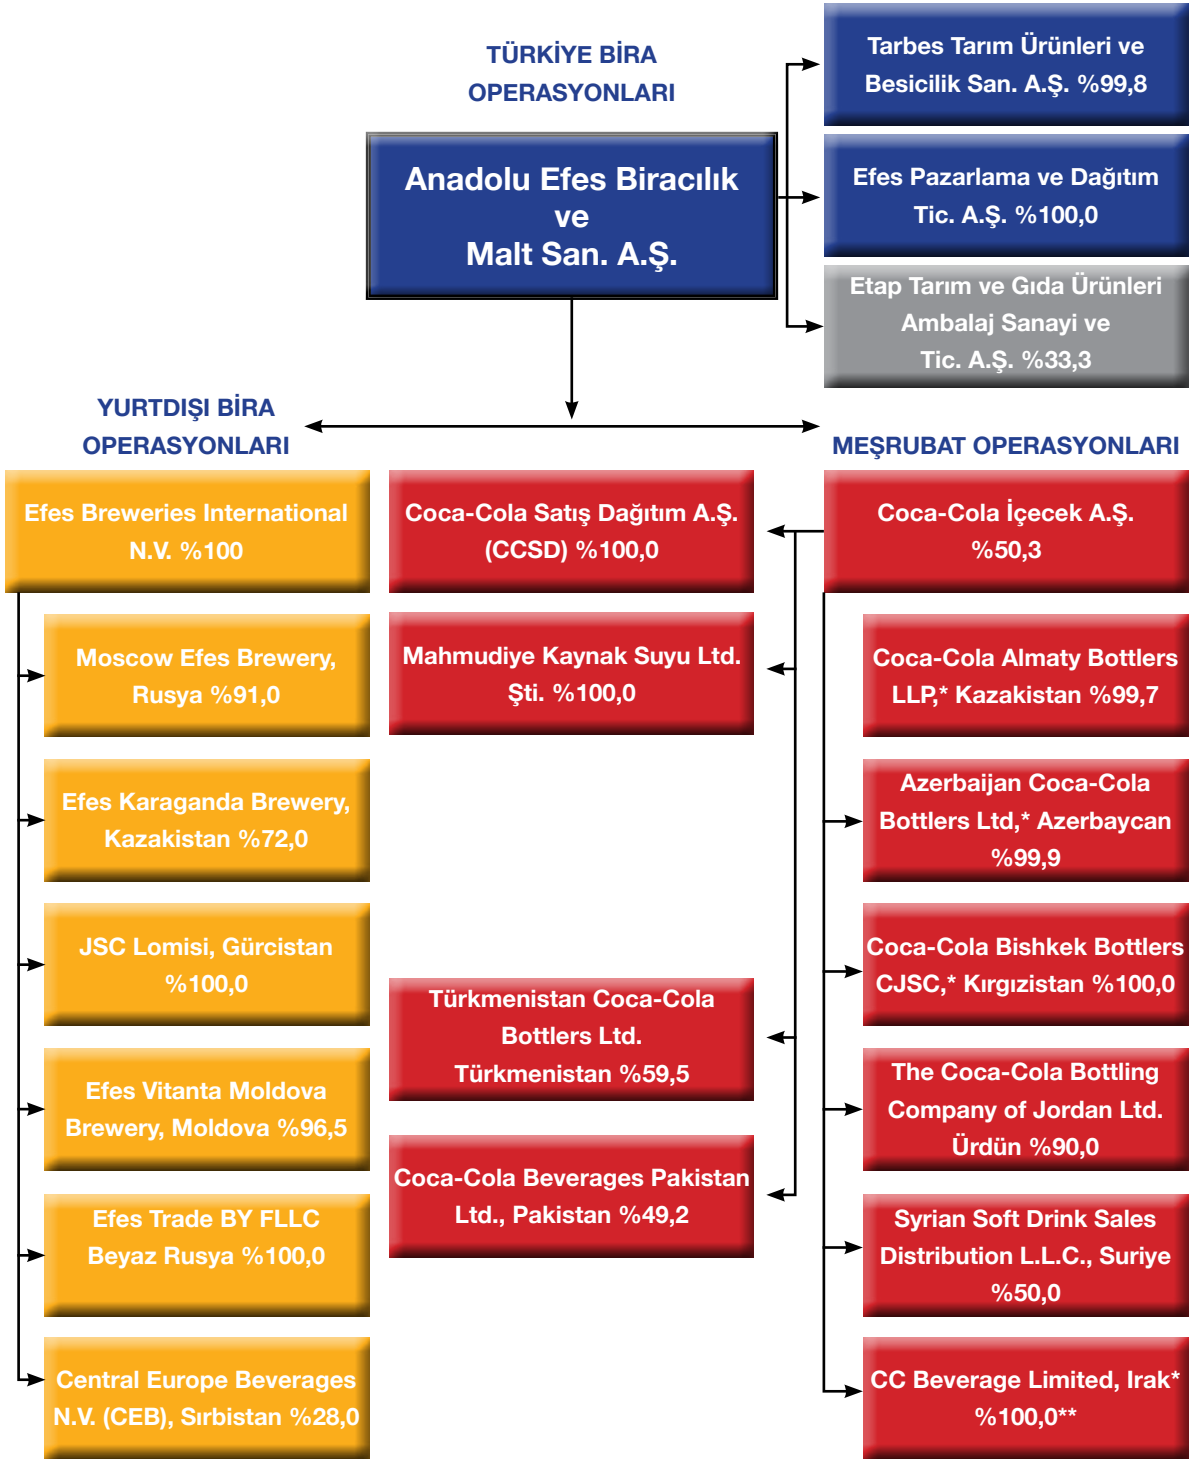 TÜRKİYE BİRA
OPERASYONLARI
Anadolu Efes Biracılık
ve
Malt San. A.Ş.
Tarbes Tarım Ürünleri ve
Besicilik San. A.Ş. %99,8
Efes Pazarlama ve Dağıtım
Tic. A.Ş. %100,0
Etap Tarım ve Gıda Ürünleri
Ambalaj Sanayi ve
Tic. A.Ş. %33,3
YURTDIŞI BİRA
OPERASYONLARI
MEŞRUBAT OPERASYONLARI
Efes Breweries International
N.V. %100
Moscow Efes Brewery,
Rusya %91,0
Efes Karaganda Brewery,
Kazakistan %72,0
JSC Lomisi, Gürcistan
%100,0
Efes Vitanta Moldova
Brewery, Moldova %96,5
Efes Trade BY FLLC
Beyaz Rusya %100,0
Central Europe Beverages
N.V. (CEB), Sırbistan %28,0
Coca-Cola Satış Dağıtım A.Ş.
(CCSD) %100,0
Mahmudiye Kaynak Suyu Ltd.
Şti. %100,0
Türkmenistan Coca-Cola
Bottlers Ltd.
Türkmenistan %59,5
Coca-Cola Beverages Pakistan
Ltd., Pakistan %49,2
Coca-Cola İçecek A.Ş.
%50,3
Coca-Cola Almaty Bottlers
LLP,* Kazakistan %99,7
Azerbaijan Coca-Cola
Bottlers Ltd,* Azerbaycan
%99,9
Coca-Cola Bishkek Bottlers
CJSC,* Kırgızistan %100,0
The Coca-Cola Bottling
Company of Jordan Ltd.
Ürdün %90,0
Syrian Soft Drink Sales
Distribution L.L.C., Suriye
%50,0
CC Beverage Limited, Irak*
%100,0**